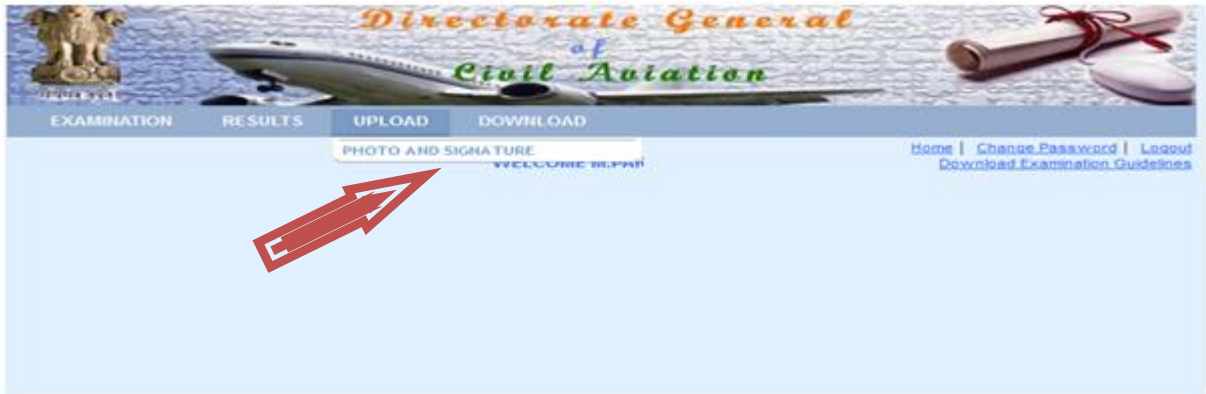 Directorate General
of
Civil Aviation
EXAMINATION RESULTS UPLOAD DOWNLOAD
PHOTO AND SIGNATURE
Home | Change Password | Logout
WELCOME
Download Examination Guidelines